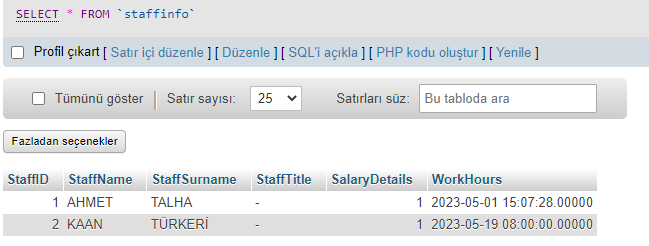 SELECT * FROM `staffinfo`
Profil çıkart [ Satır içi düzenle ] [ Düzenle ] [ SQL'i açıkla ] [ PHP kodu oluştur ] [ Yenile ]
Tümünü göster | Satır sayısı: 25 Satırları süz: Bu tabloda ara
Fazladan seçenekler
StaffID StaffName StaffSurname StaffTitle SalaryDetails WorkHours
1 AHMET TALHA - 1 2023-05-01 15:07:28.00000
2 KAAN TÜRKERİ - 1 2023-05-19 08:00:00.00000